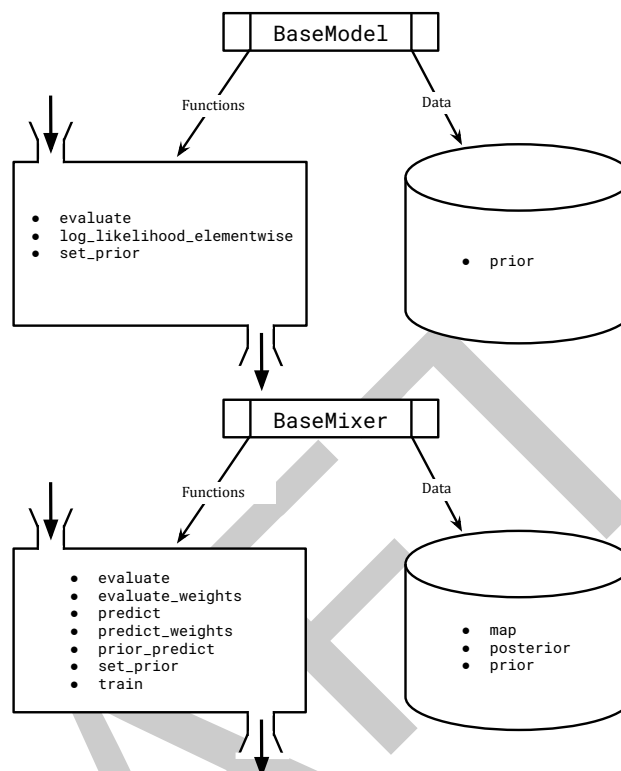 BaseModel
Functions
Data
● evaluate
● log_likelihood_elementwise
● set_prior
● prior
BaseMixer
Functions
Data
● evaluate
● evaluate_weights
● predict
● predict_weights
● prior_predict
● set_prior
● train
● map
● posterior
● prior